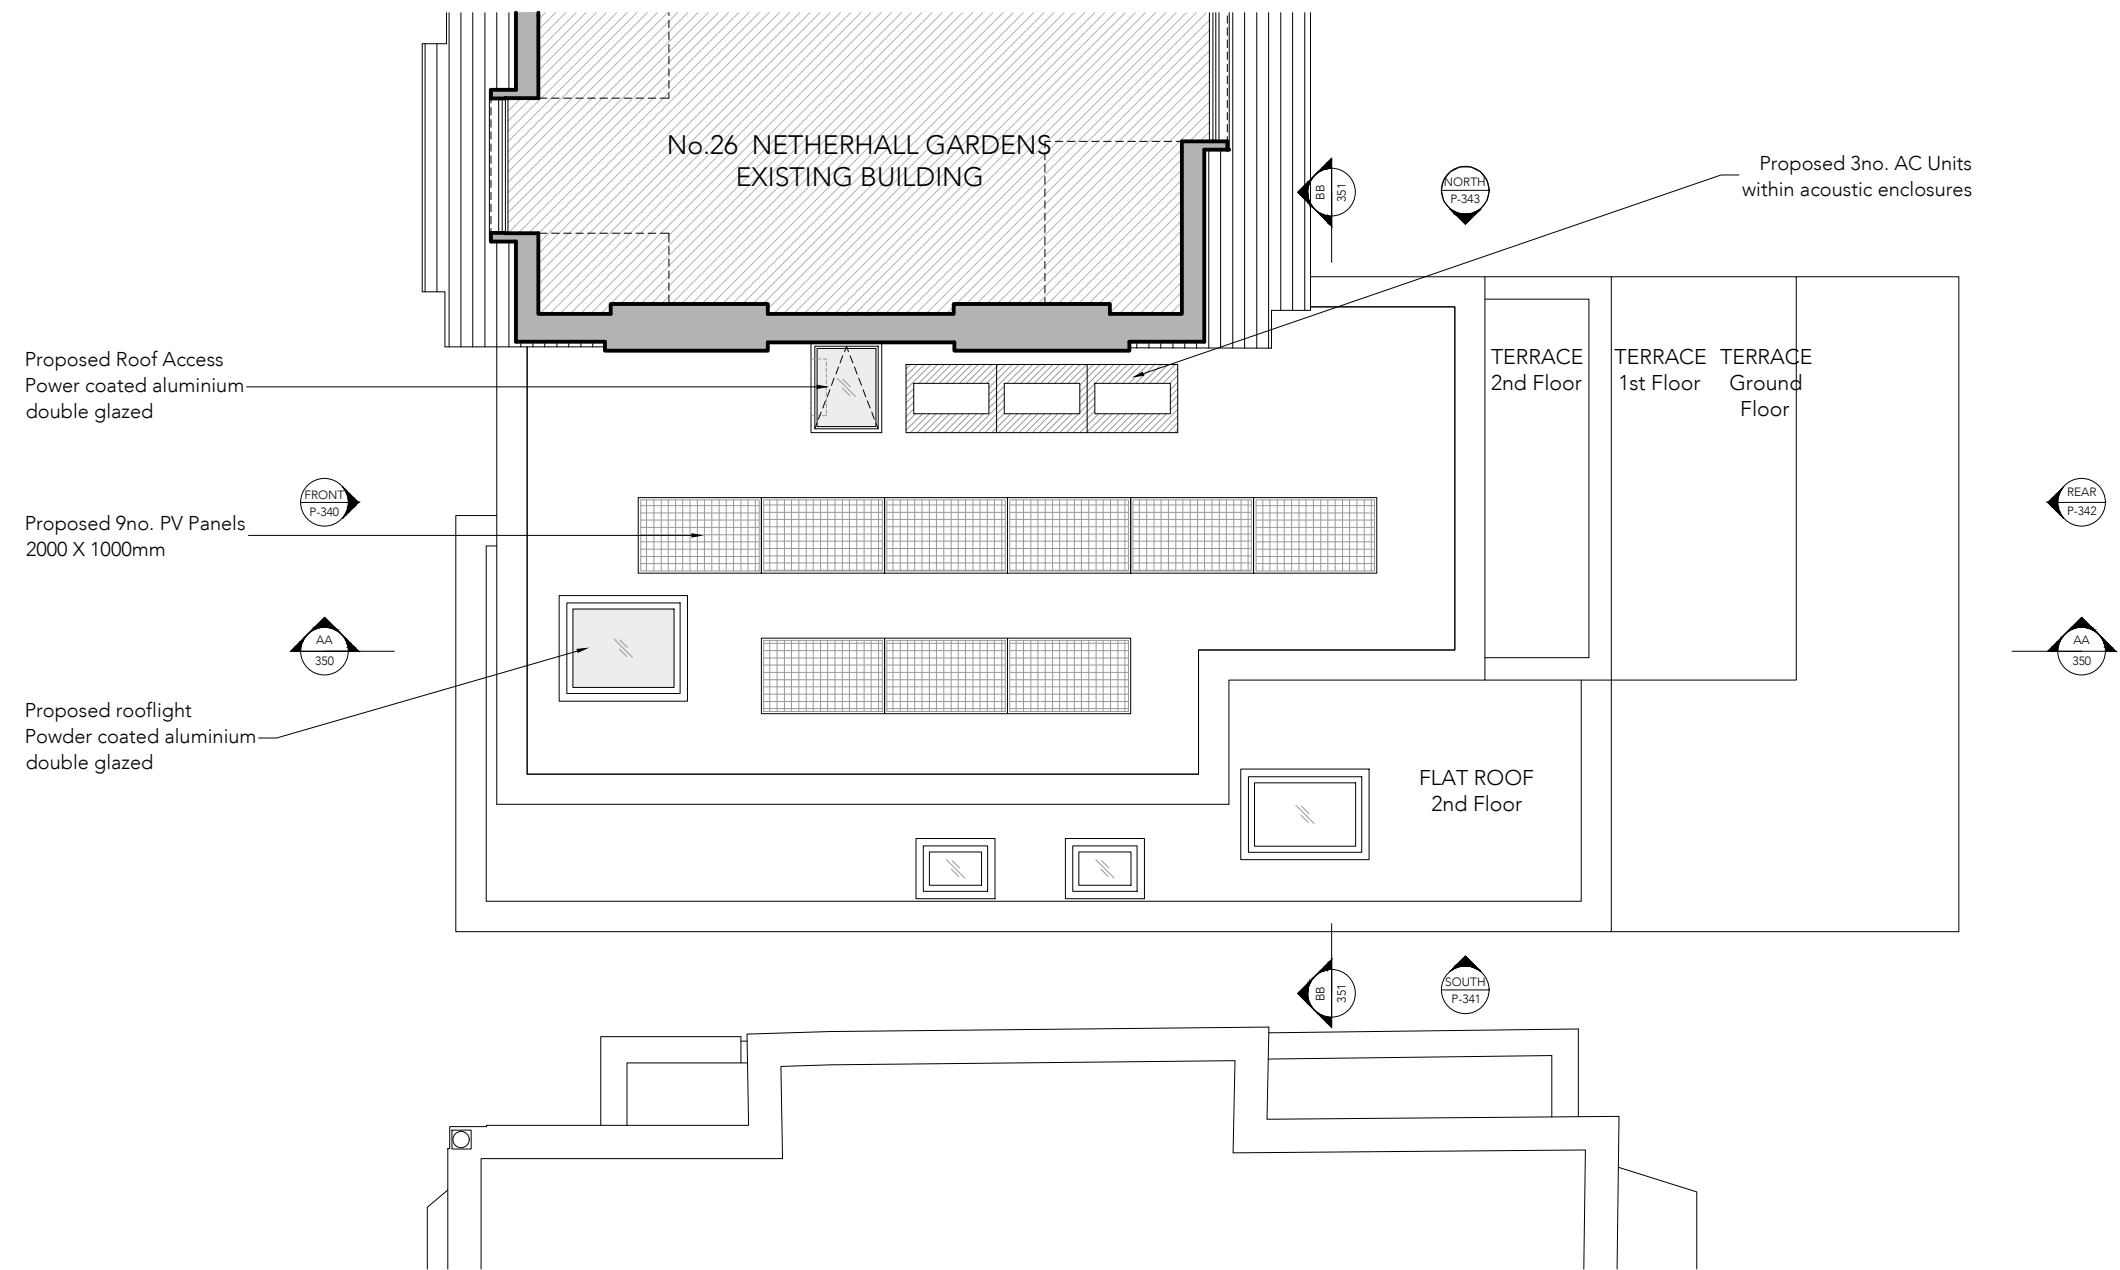 No.26 NETHERHALL GARDENS
EXISTING BUILDING
Proposed 3no. AC Units
within acoustic enclosures
BB
351
NORTH
P-343
Proposed Roof Access
Power coated aluminium
double glazed
TERRACE
2nd Floor
TERRACE
1st Floor
TERRACE
Ground
Floor
FRONT
P-340
REAR
P-342
Proposed 9no. PV Panels
2000 X 1000mm
AA
350
AA
350
Proposed rooflight
Powder coated aluminium
double glazed
FLAT ROOF
2nd Floor
BB
351
SOUTH
P-341